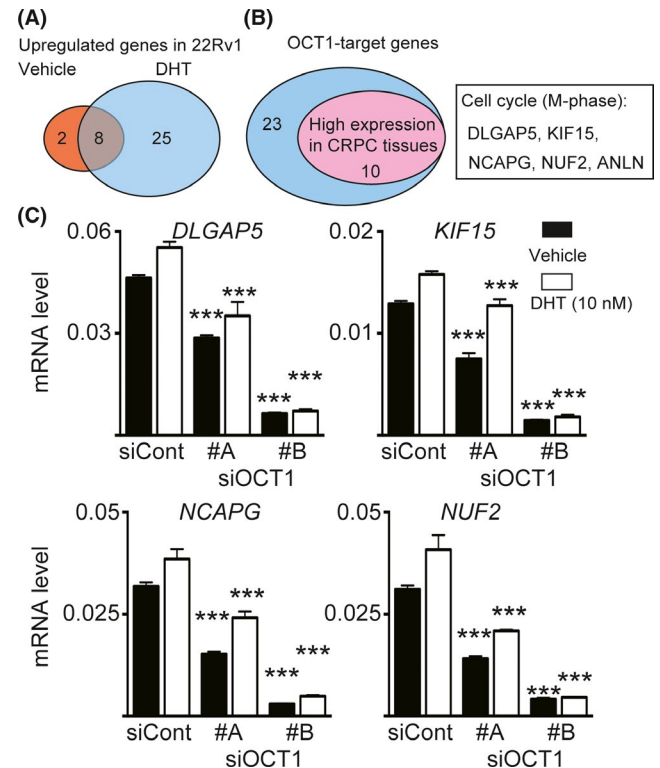 (A)
Upregulated genes in 22Rv1
Vehicle DHT
2 8 25
(B)
OCT1-target genes
23
High expression
in CRPC tissues
10
Cell cycle (M-phase):
DLGAP5, KIF15,
NCAPG, NUF2, ANLN
(C)
DLGAP5
mRNA level
0.06
0.03
*** ***
*** ***
siCont #A #B
siOCT1
KIF15
0.02
0.01
*** ***
*** ***
siCont #A #B
siOCT1
Vehicle
DHT (10 nM)
NCAPG
mRNA level
0.05
0.025
*** ***
*** ***
siCont #A #B
siOCT1
NUF2
0.05
0.025
*** ***
*** ***
siCont #A #B
siOCT1